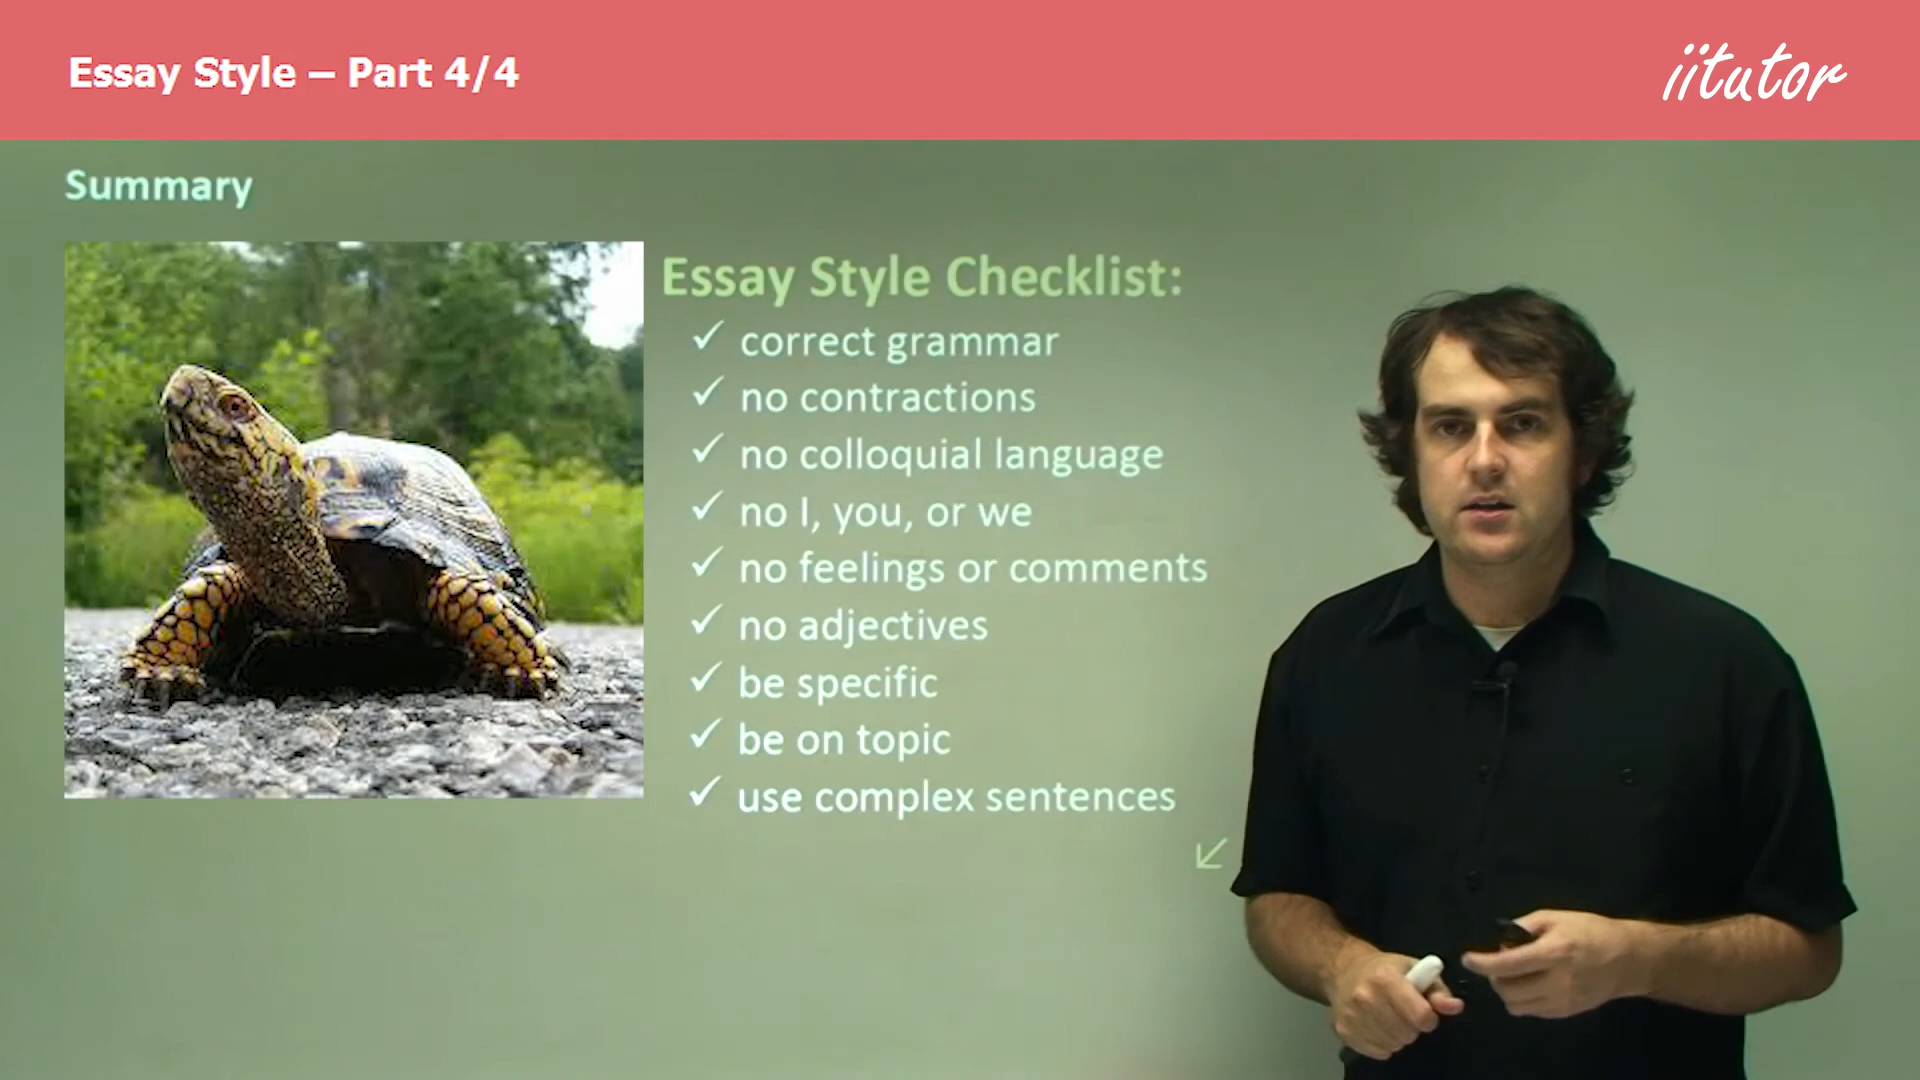 Essay Style – Part 4/4
iitutor
Summary
Essay Style Checklist:
✓ correct grammar
✓ no contractions
✓ no colloquial language
✓ no I, you, or we
✓ no feelings or comments
✓ no adjectives
✓ be specific
✓ be on topic
✓ use complex sentences